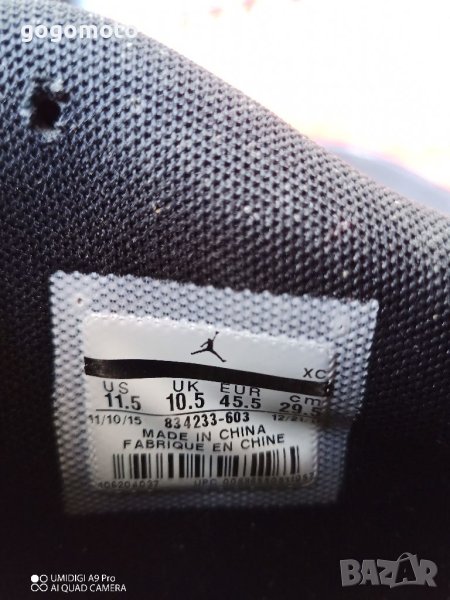 gogomoto
XC
US UK EUR cm
11.5 10.5 45.5 29.5
11/10/15 834233-603
MADE IN CHINA
FABRIQUE EN CHINE
UPC
UMIDIGI A9 Pro
AI QUAD CAMERA
BAZAR